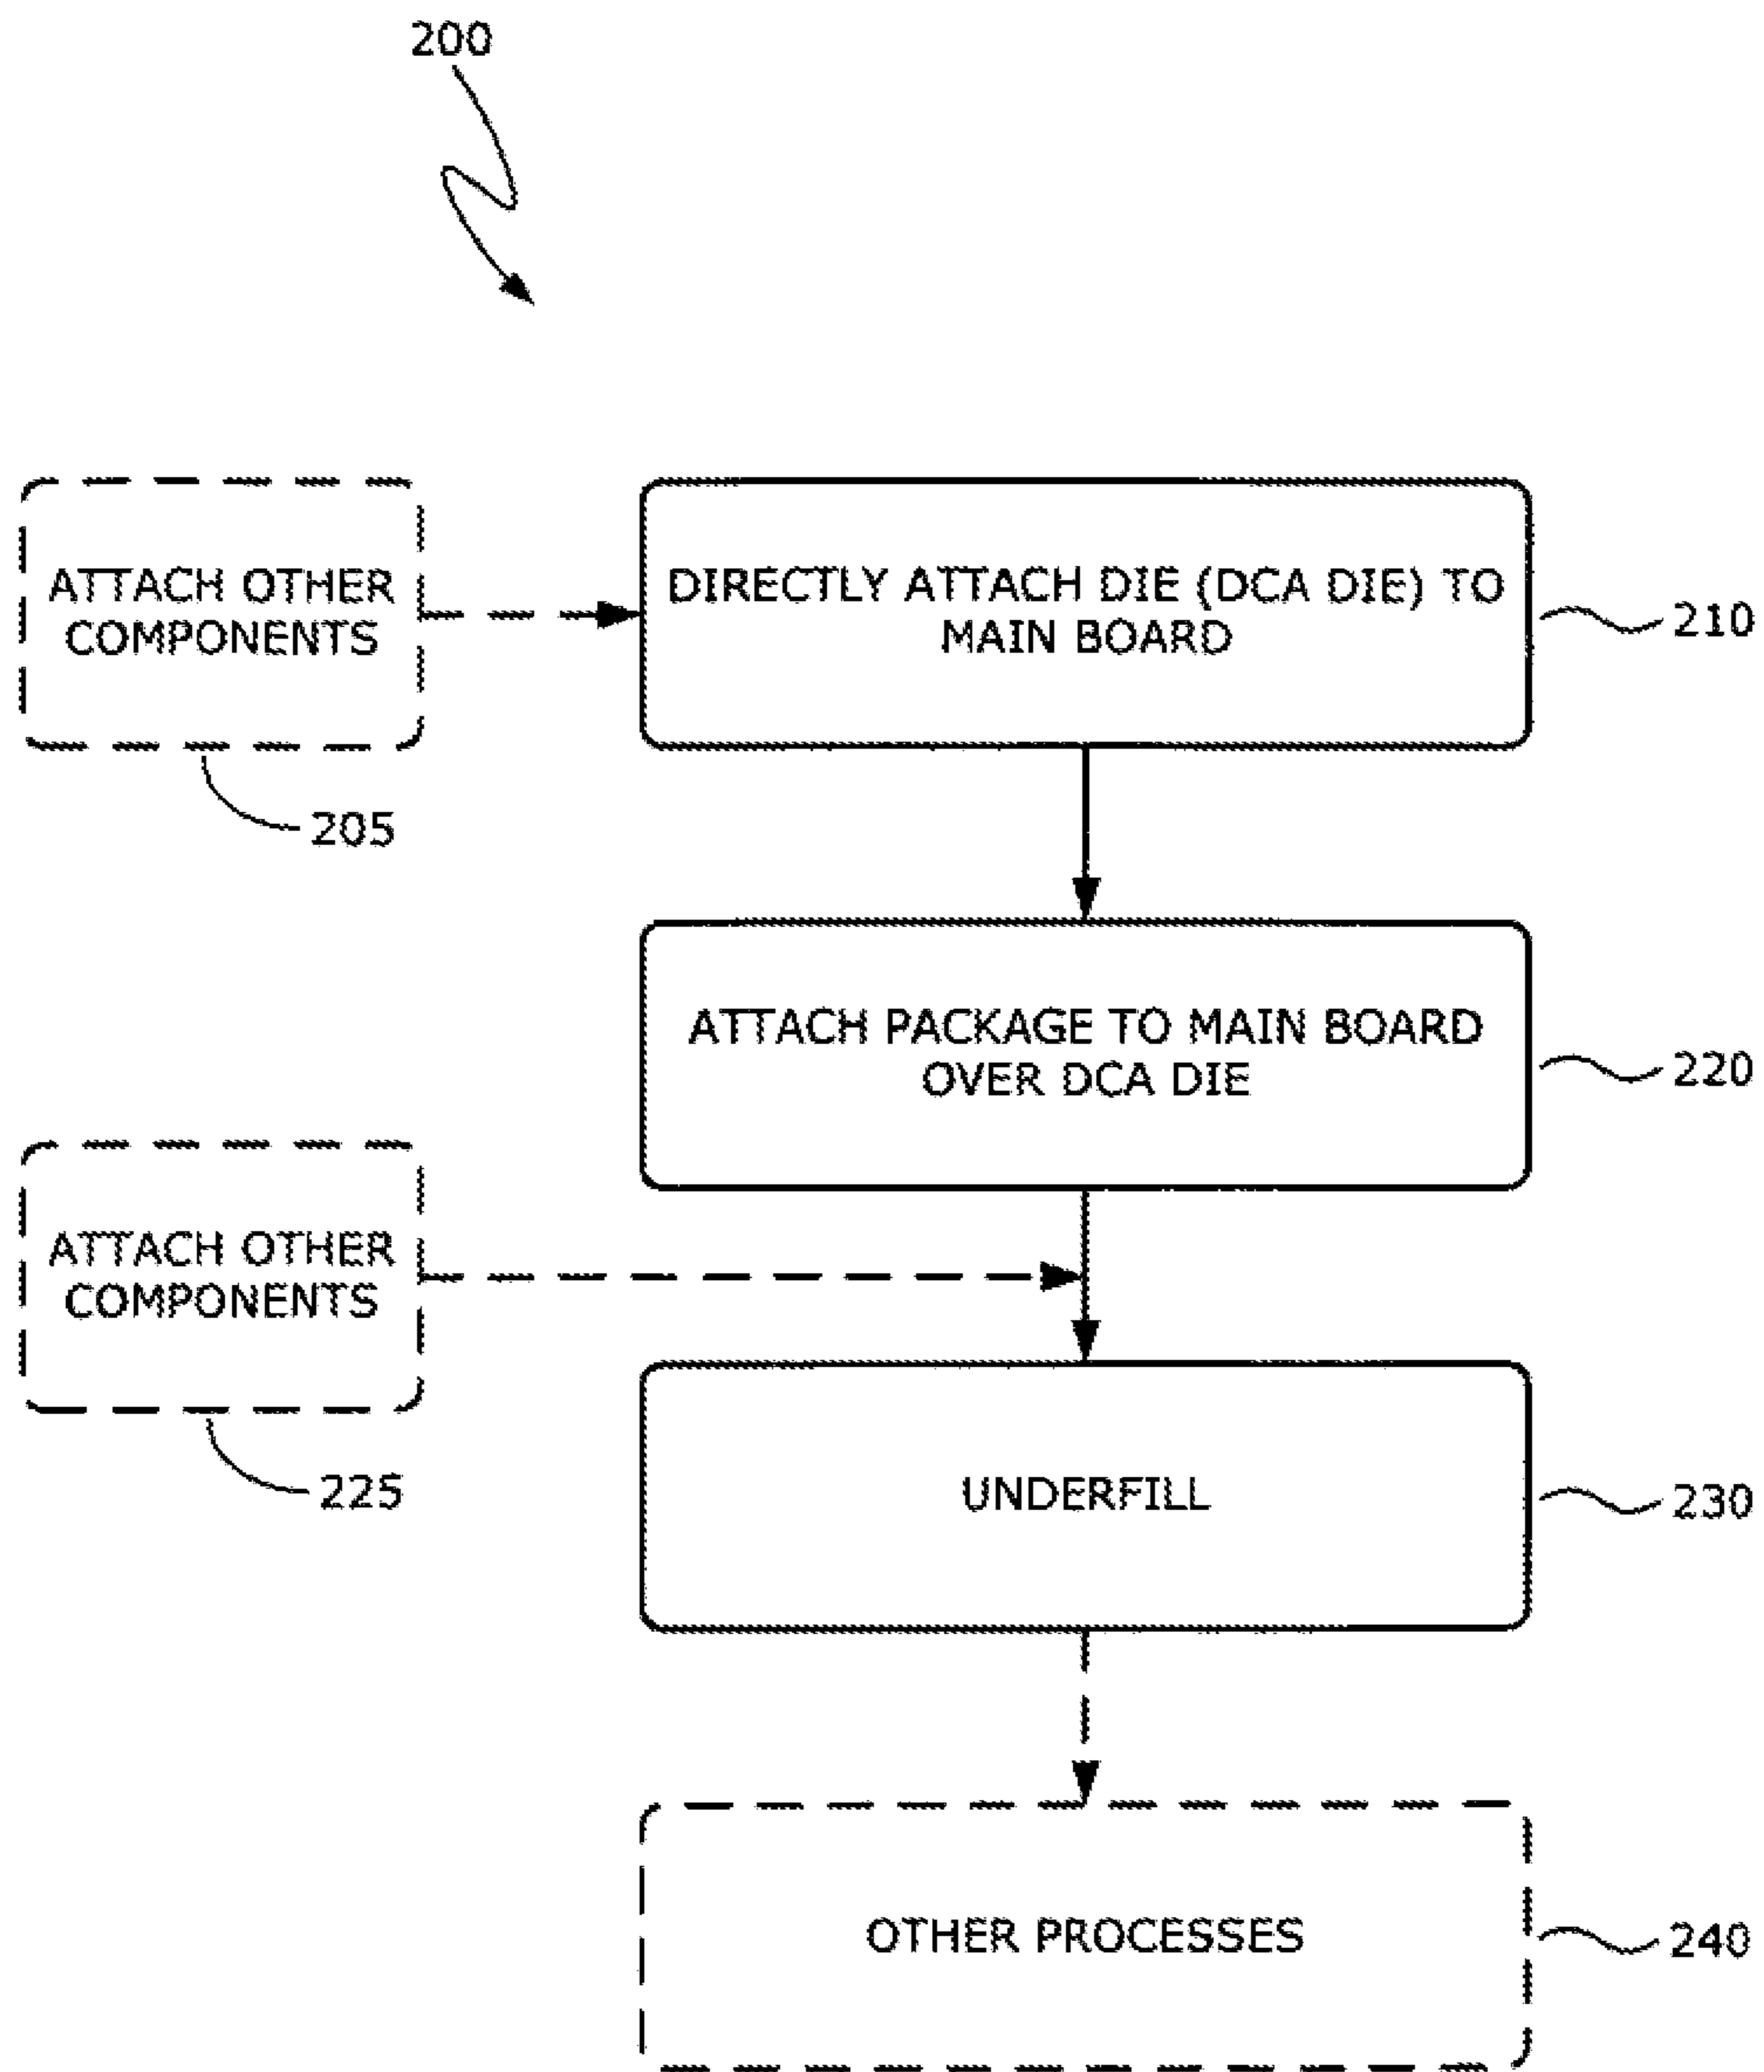 200
ATTACH OTHER
COMPONENTS
205
DIRECTLY ATTACH DIE (DCA DIE) TO
MAIN BOARD
210
ATTACH PACKAGE TO MAIN BOARD
OVER DCA DIE
220
ATTACH OTHER
COMPONENTS
225
UNDERFILL
230
OTHER PROCESSES
240